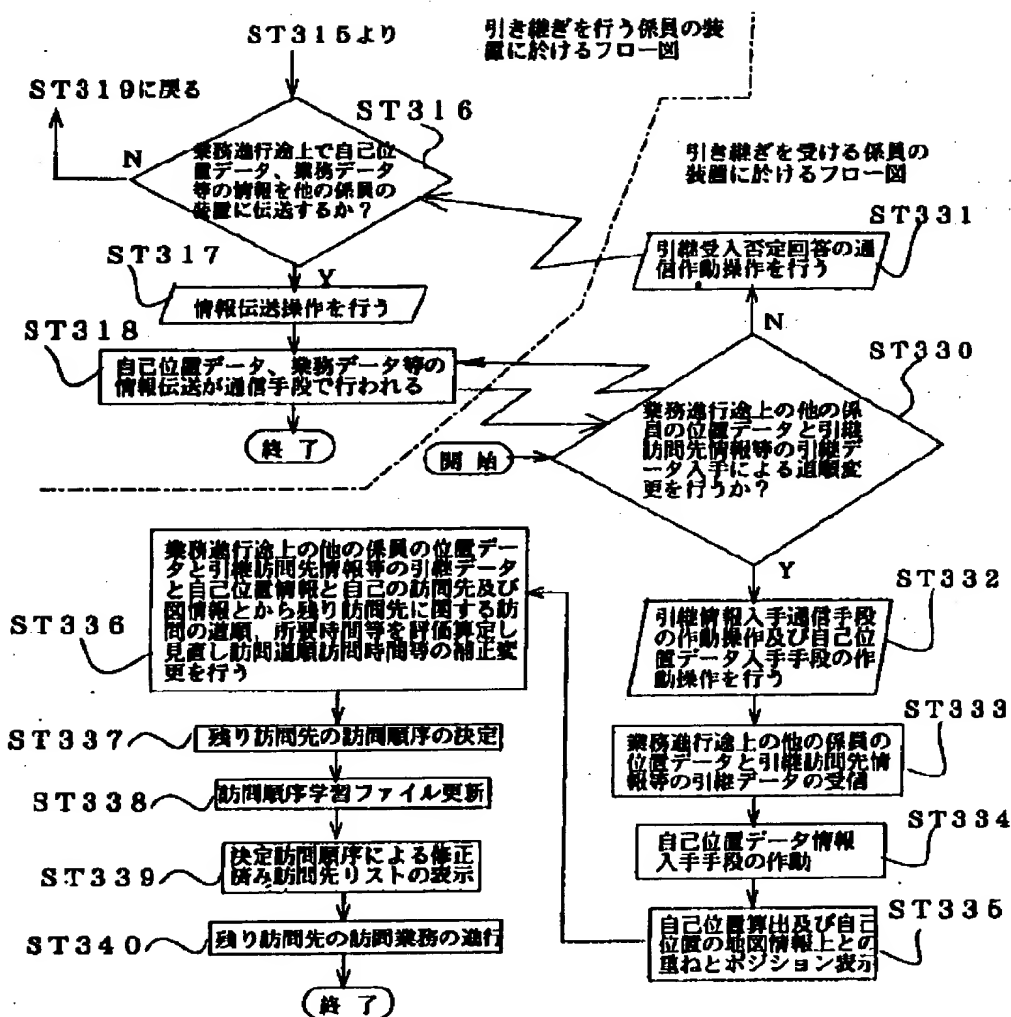 ST315より
引き継ぎを行う係員の装
置に於けるフロー図
ST319に戻る
ST316
N
業務進行途上で自己位
置データ、業務データ
等の情報を他の係員の
装置に伝送するか?
Y
ST317
情報伝送操作を行う
ST318
自己位置データ、業務データ等の
情報伝送が通信手段で行われる
終了
引き継ぎを受ける係員の
装置に於けるフロー図
ST331
引継受入否定回答の通
信作動操作を行う
N
ST330
開始
業務進行途上の他の係
員の位置データと引継
訪問先情報等の引継デ
ータ入手による道順変
更を行うか?
Y
ST332
引継情報入手通信手段
の作動操作及び自己位
置データ入手手段の作
動操作を行う
ST333
業務進行途上の他の係員の
位置データと引継訪問先情
報等の引継データの受信
ST334
自己位置データ情報
入手手段の作動
ST335
自己位置算出及び自己
位置の地図情報上との
重ねとポジション表示
ST336
業務進行途上の他の係員の位置デー
タと引継訪問先情報等の引継データ
と自己位置情報と自己の訪問先及び
図情報とから残り訪問先に関する訪
問の道順、所要時間等を評価算定し
見直し訪問道順訪問時間等の補正変
更を行う
ST337
残り訪問先の訪問順序の決定
ST338
訪問順序学習ファイル更新
ST339
決定訪問順序による修正
済み訪問先リストの表示
ST340
残り訪問先の訪問業務の進行
終了